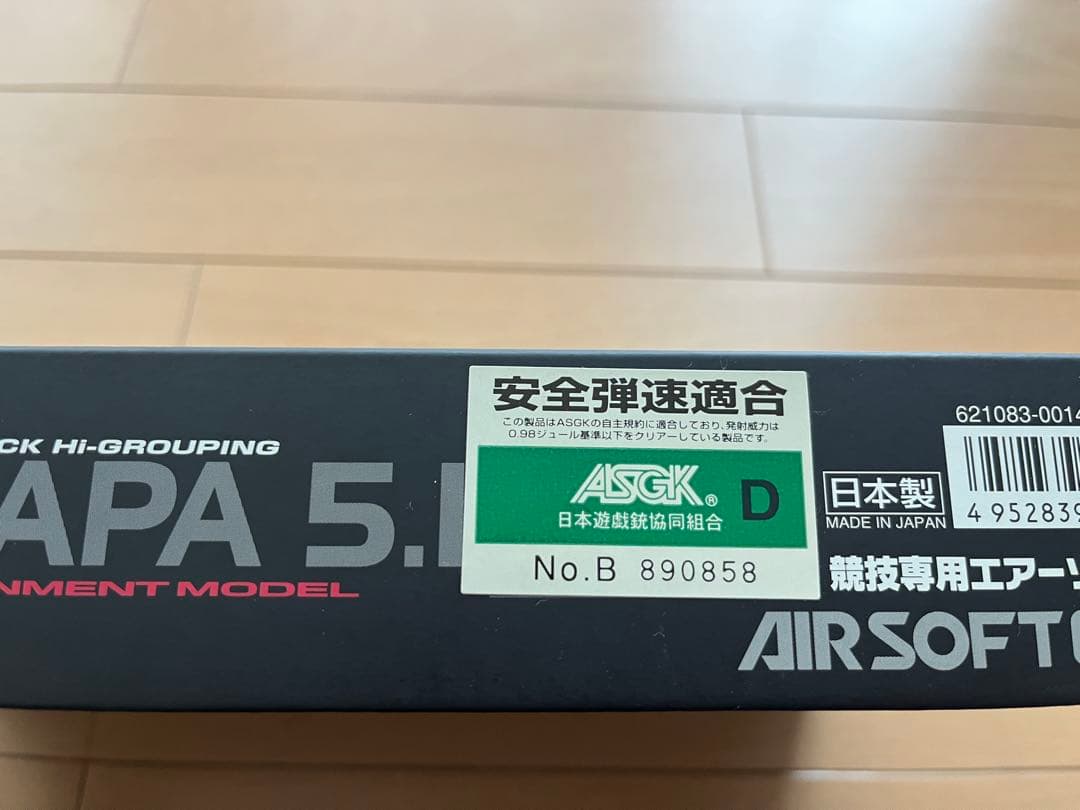 CK Hi-GROUPING
APA 5.
NMENT MODEL
安全弾速適合
この製品はASGKの自主規約に適合しており、発射威力は
0.98ジュール基準以下をクリアーしている製品です。
ASGK® D
日本遊戯銃協同組合
No.B 890858
621083-0014
日本製
MADE IN JAPAN
4 952839
競技専用エアーソ
AIRSOFT